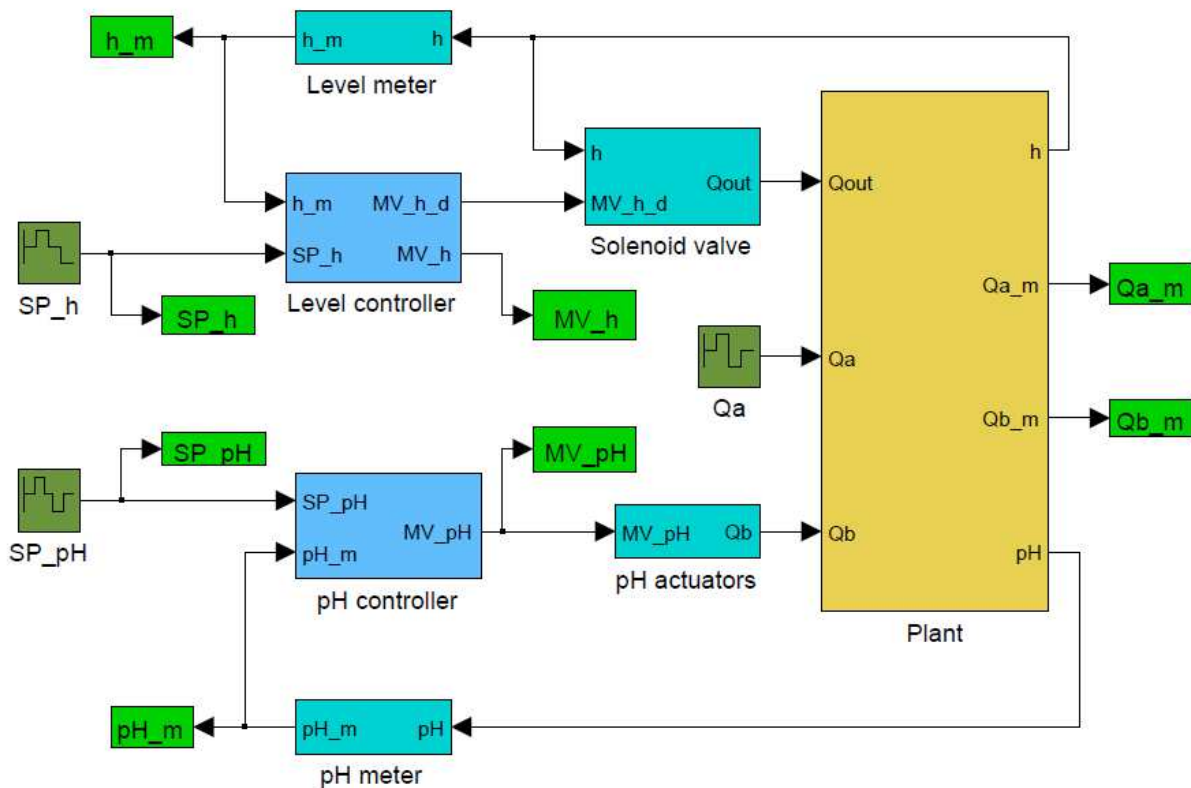 h_m
h_m
h
Level meter
h
MV_h_d
Qout
Solenoid valve
h_m
SP_h
MV_h_d
MV_h
Level controller
SP_h
SP_h
MV_h
Qa
Qout
Qa
Qb
h
Qa_m
Qb_m
pH
Plant
Qa_m
Qb_m
SP_pH
SP_pH
MV_pH
SP_pH
pH_m
MV_pH
pH controller
MV_pH
Qb
pH actuators
pH_m
pH_m
pH
pH meter